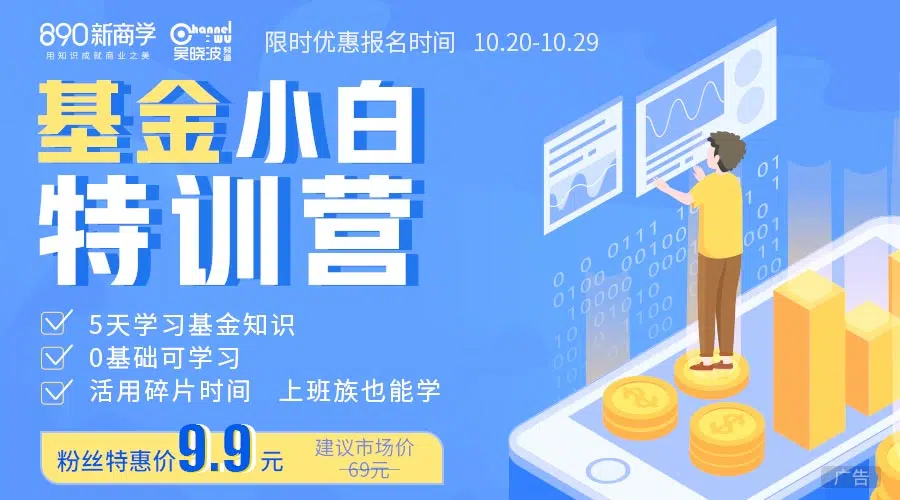 890新商学
用知识成就商业之美
Channel Wu
吴晓波频道
限时优惠报名时间 10.20-10.29
基金小白
特训营
5天学习基金知识
0基础可学习
活用碎片时间 上班族也能学
粉丝特惠价9.9元
建议市场价
69元
0111 1
广告